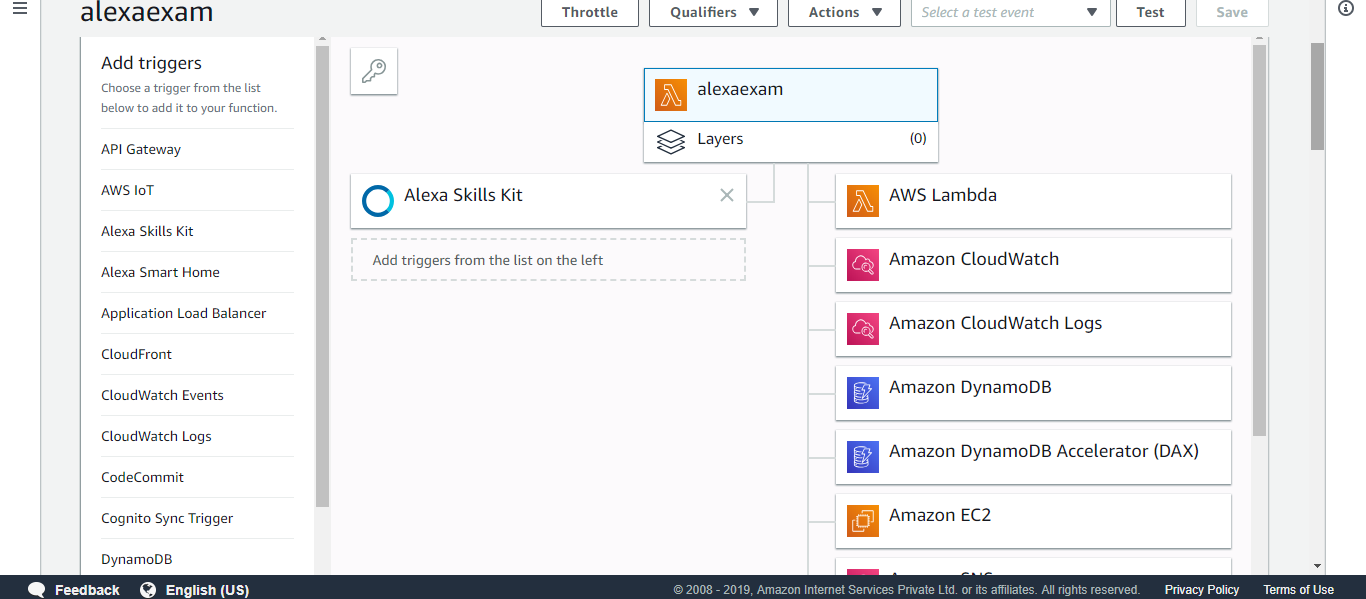 alexaexam
Throttle
Qualifiers
Actions
Select a test event
Test
Save
Add triggers
Choose a trigger from the list
below to add it to your function.
API Gateway
AWS IoT
Alexa Skills Kit
Alexa Smart Home
Application Load Balancer
CloudFront
CloudWatch Events
CloudWatch Logs
CodeCommit
Cognito Sync Trigger
DynamoDB
alexaexam
Layers (0)
Alexa Skills Kit
Add triggers from the list on the left
AWS Lambda
Amazon CloudWatch
Amazon CloudWatch Logs
Amazon DynamoDB
Amazon DynamoDB Accelerator (DAX)
Amazon EC2
Feedback
English (US)
© 2008 - 2019, Amazon Internet Services Private Ltd. or its affiliates. All rights reserved.
Privacy Policy
Terms of Use